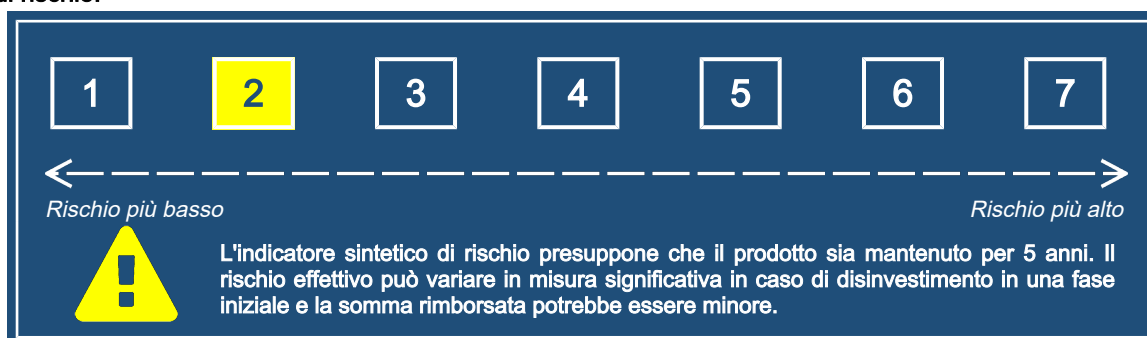 di rischio:
1 2 3 4 5 6 7
Rischio più basso Rischio più alto
L'indicatore sintetico di rischio presuppone che il prodotto sia mantenuto per 5 anni. Il
rischio effettivo può variare in misura significativa in caso di disinvestimento in una fase
iniziale e la somma rimborsata potrebbe essere minore.